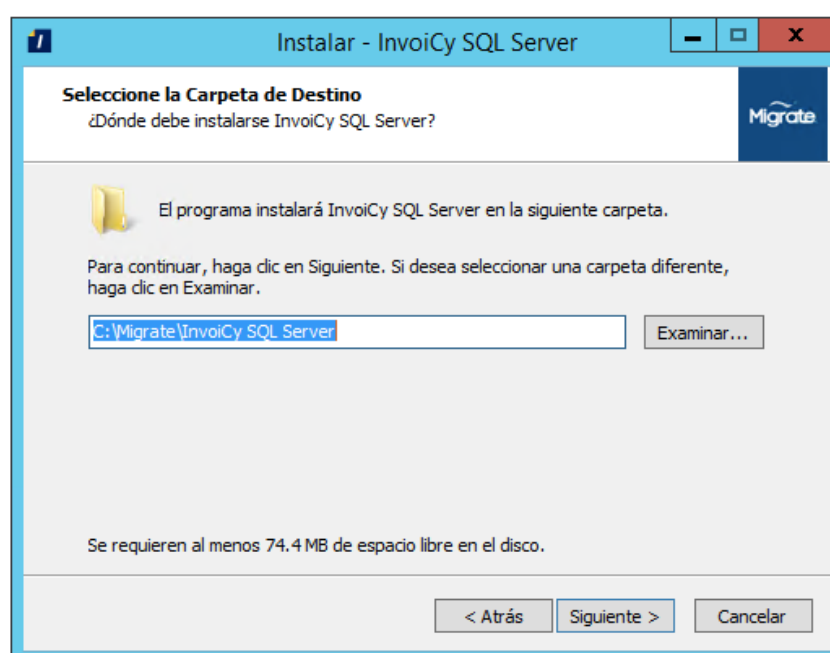 Instalar - InvoiCy SQL Server
Seleccione la Carpeta de Destino
¿Dónde debe instalarse InvoiCy SQL Server?
Migrate
El programa instalará InvoiCy SQL Server en la siguiente carpeta.
Para continuar, haga clic en Siguiente. Si desea seleccionar una carpeta diferente,
haga clic en Examinar.
C:\Migrate\InvoiCy SQL Server
Examinar...
Se requieren al menos 74.4 MB de espacio libre en el disco.
< Atrás
Siguiente >
Cancelar